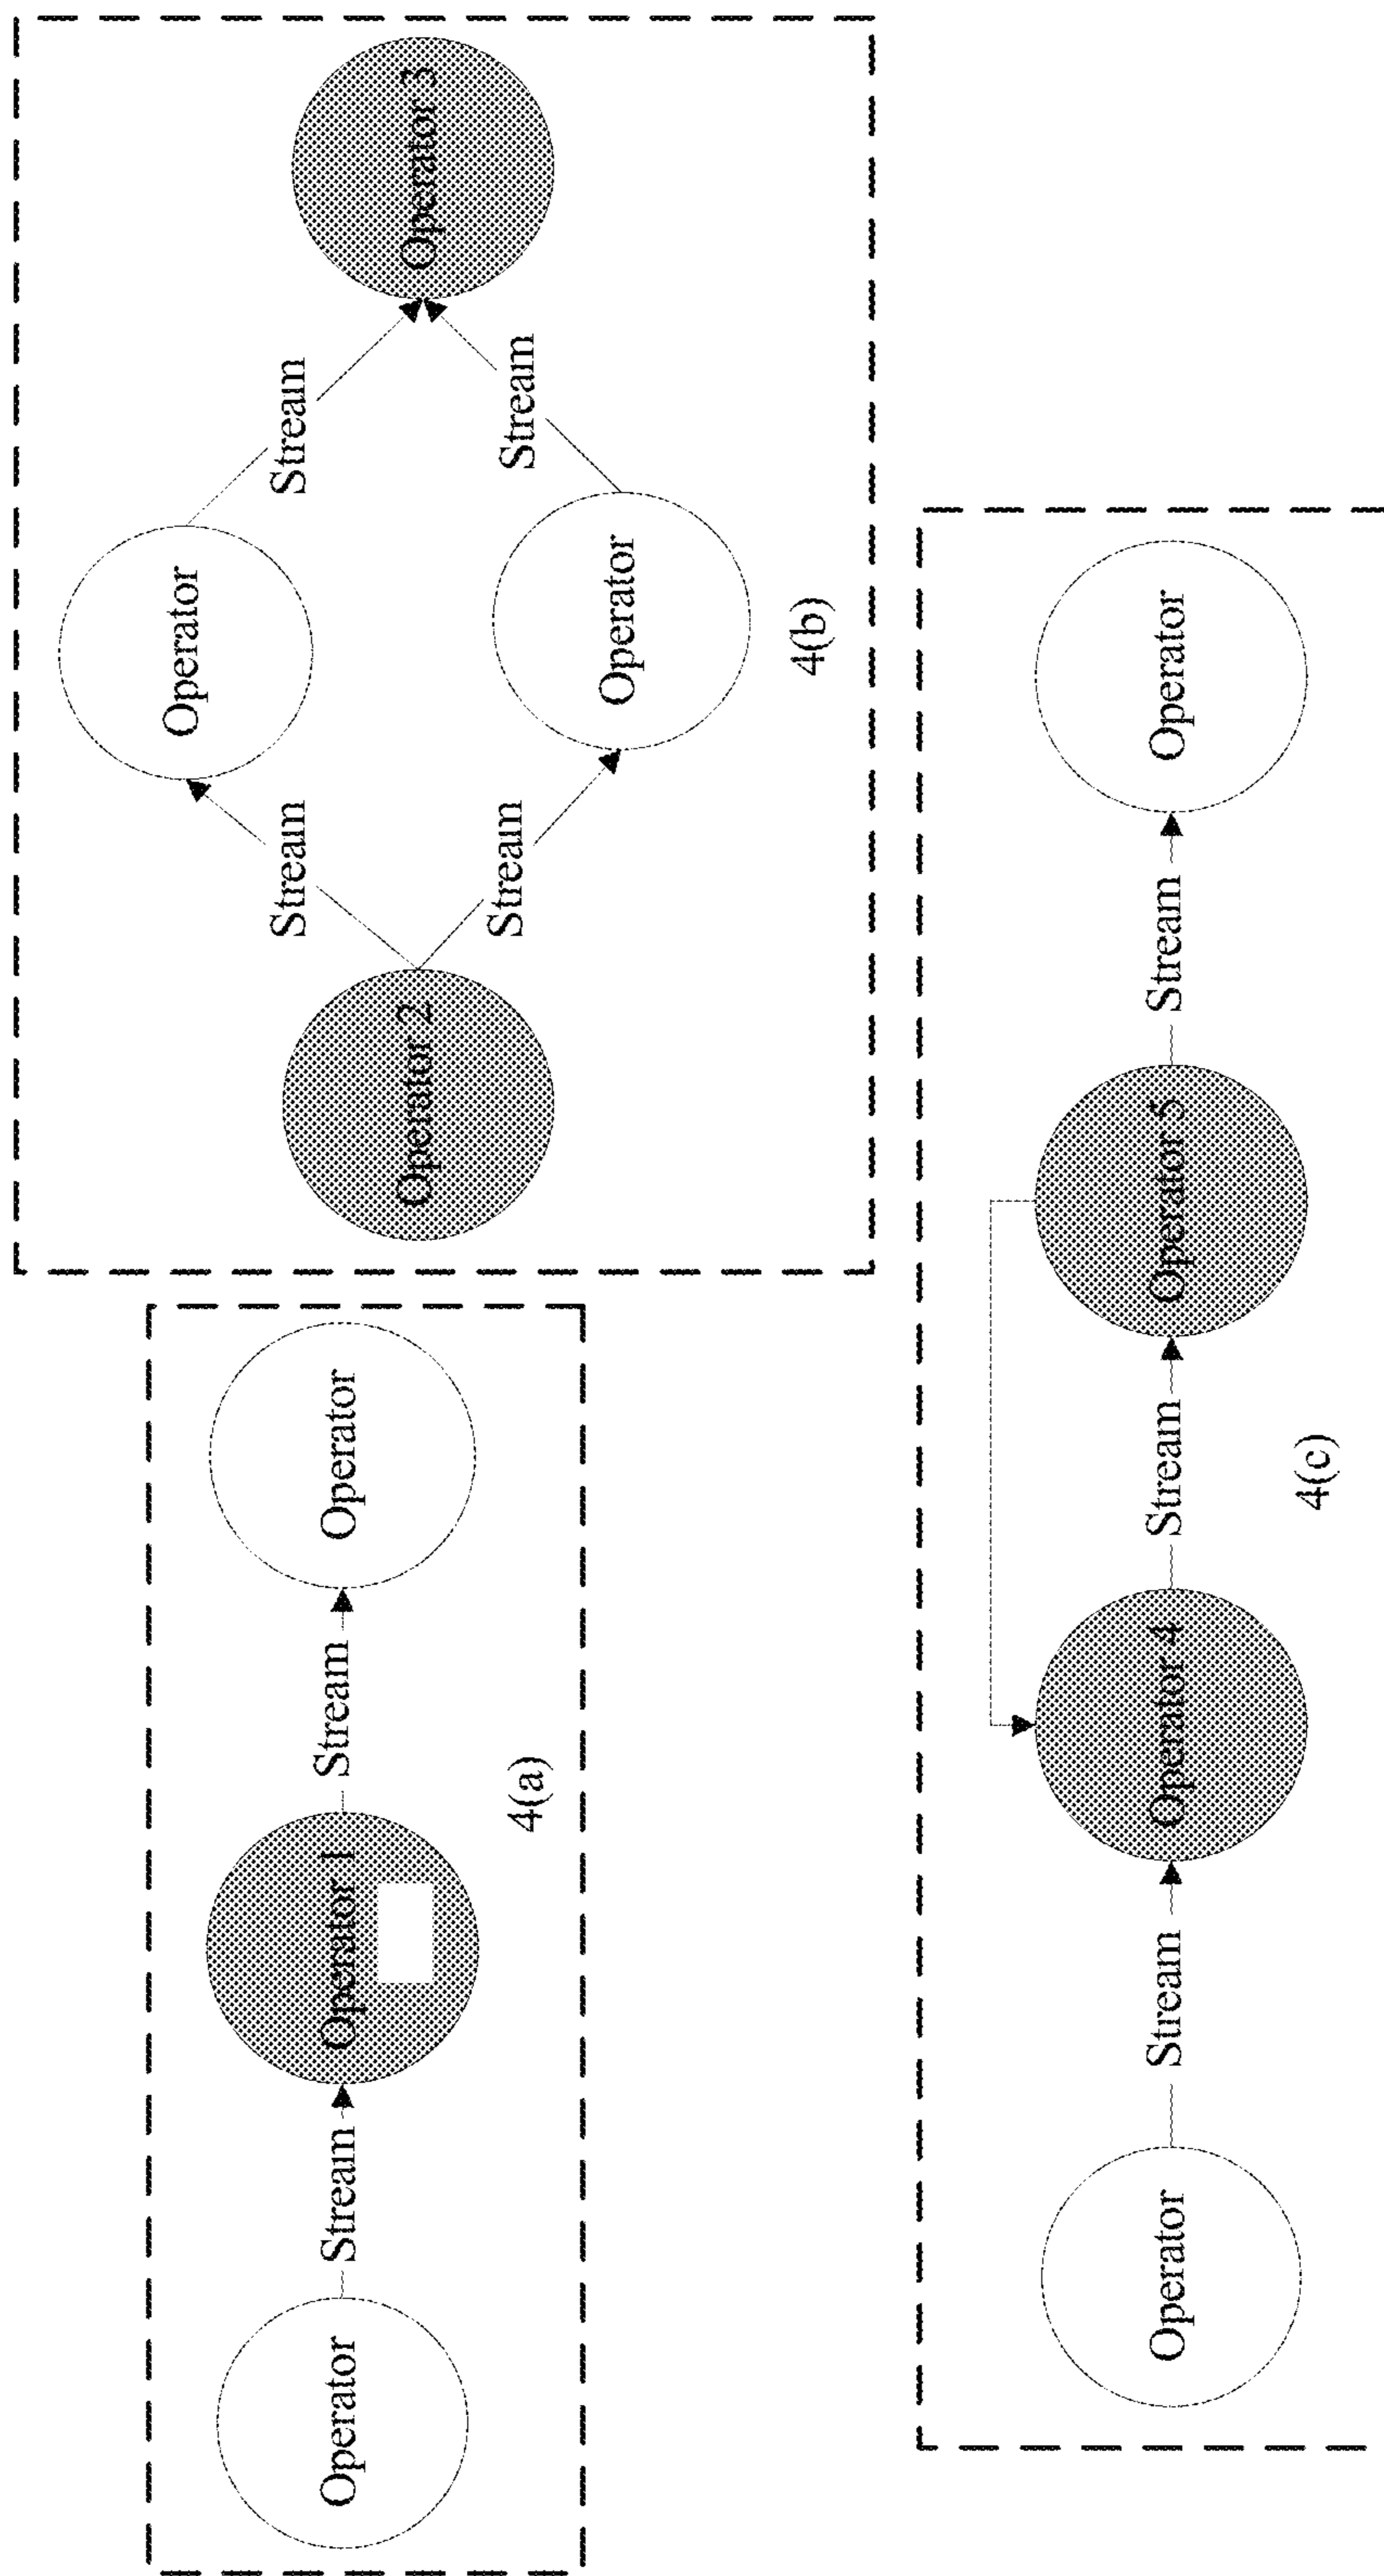 Operator
Stream
Operator 1
Stream
Operator
4(a)
Operator 2
Stream
Stream
Operator
Operator
Stream
Stream
Operator 3
4(b)
Operator
Stream
Operator 4
Stream
Operator 5
Stream
Operator
4(c)